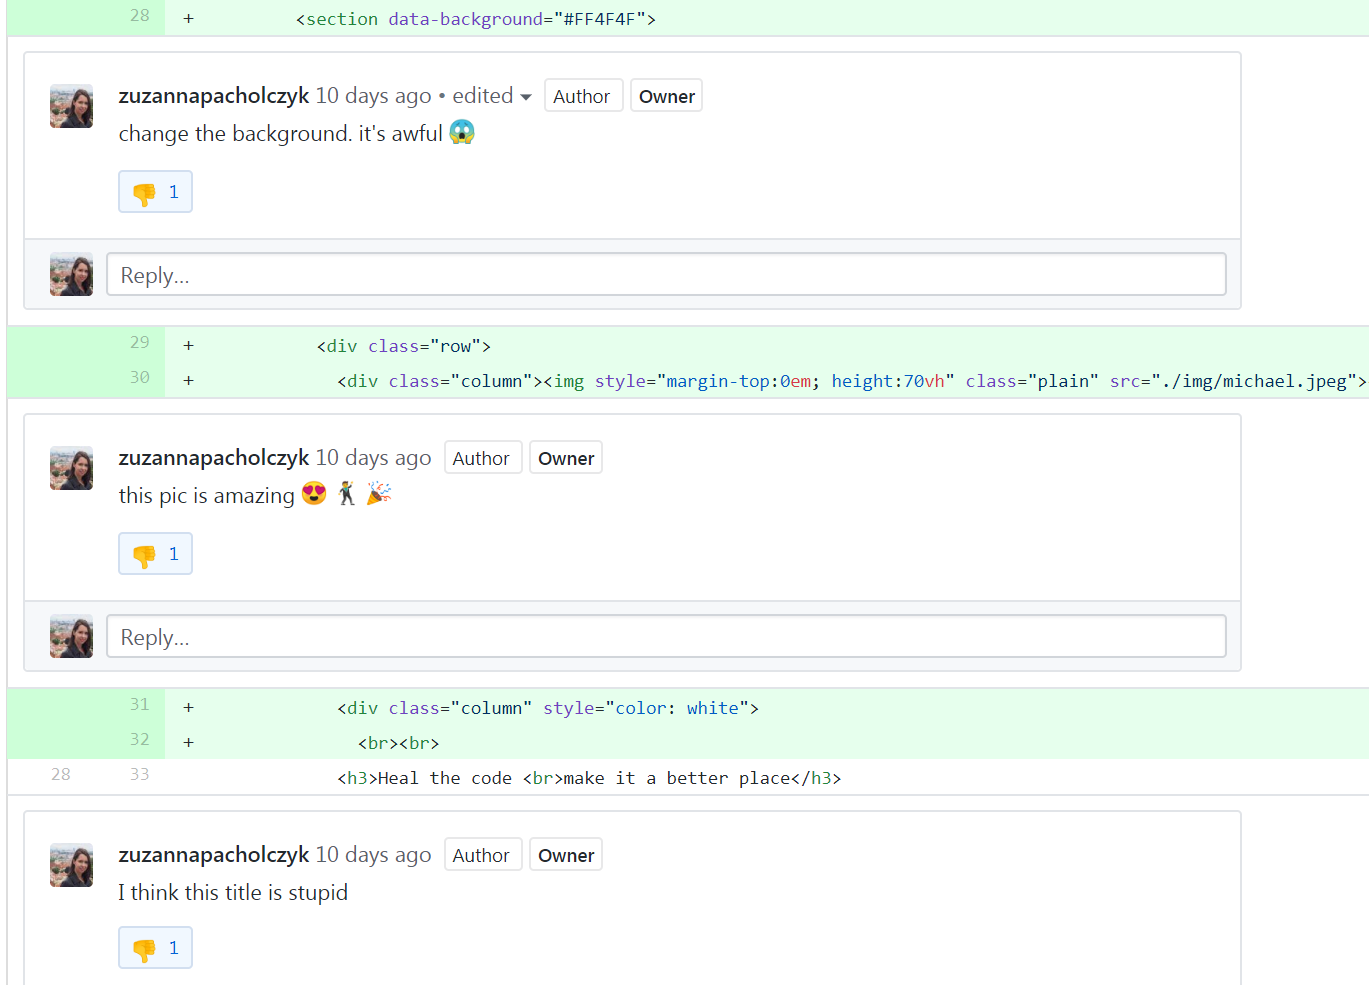 28 + <section data-background="#FF4F4F">
zuzannapacholczyk 10 days ago • edited Author Owner
change the background. it's awful 😱
👎 1
Reply...
29 + <div class="row">
30 + <div class="column"><img style="margin-top:0em; height:70vh" class="plain" src="./img/michael.jpeg">
zuzannapacholczyk 10 days ago Author Owner
this pic is amazing 😍 🕺 🎉
👎 1
Reply...
31 + <div class="column" style="color: white">
32 + <br><br>
28 33 <h3>Heal the code <br>make it a better place</h3>
zuzannapacholczyk 10 days ago Author Owner
I think this title is stupid
👎 1